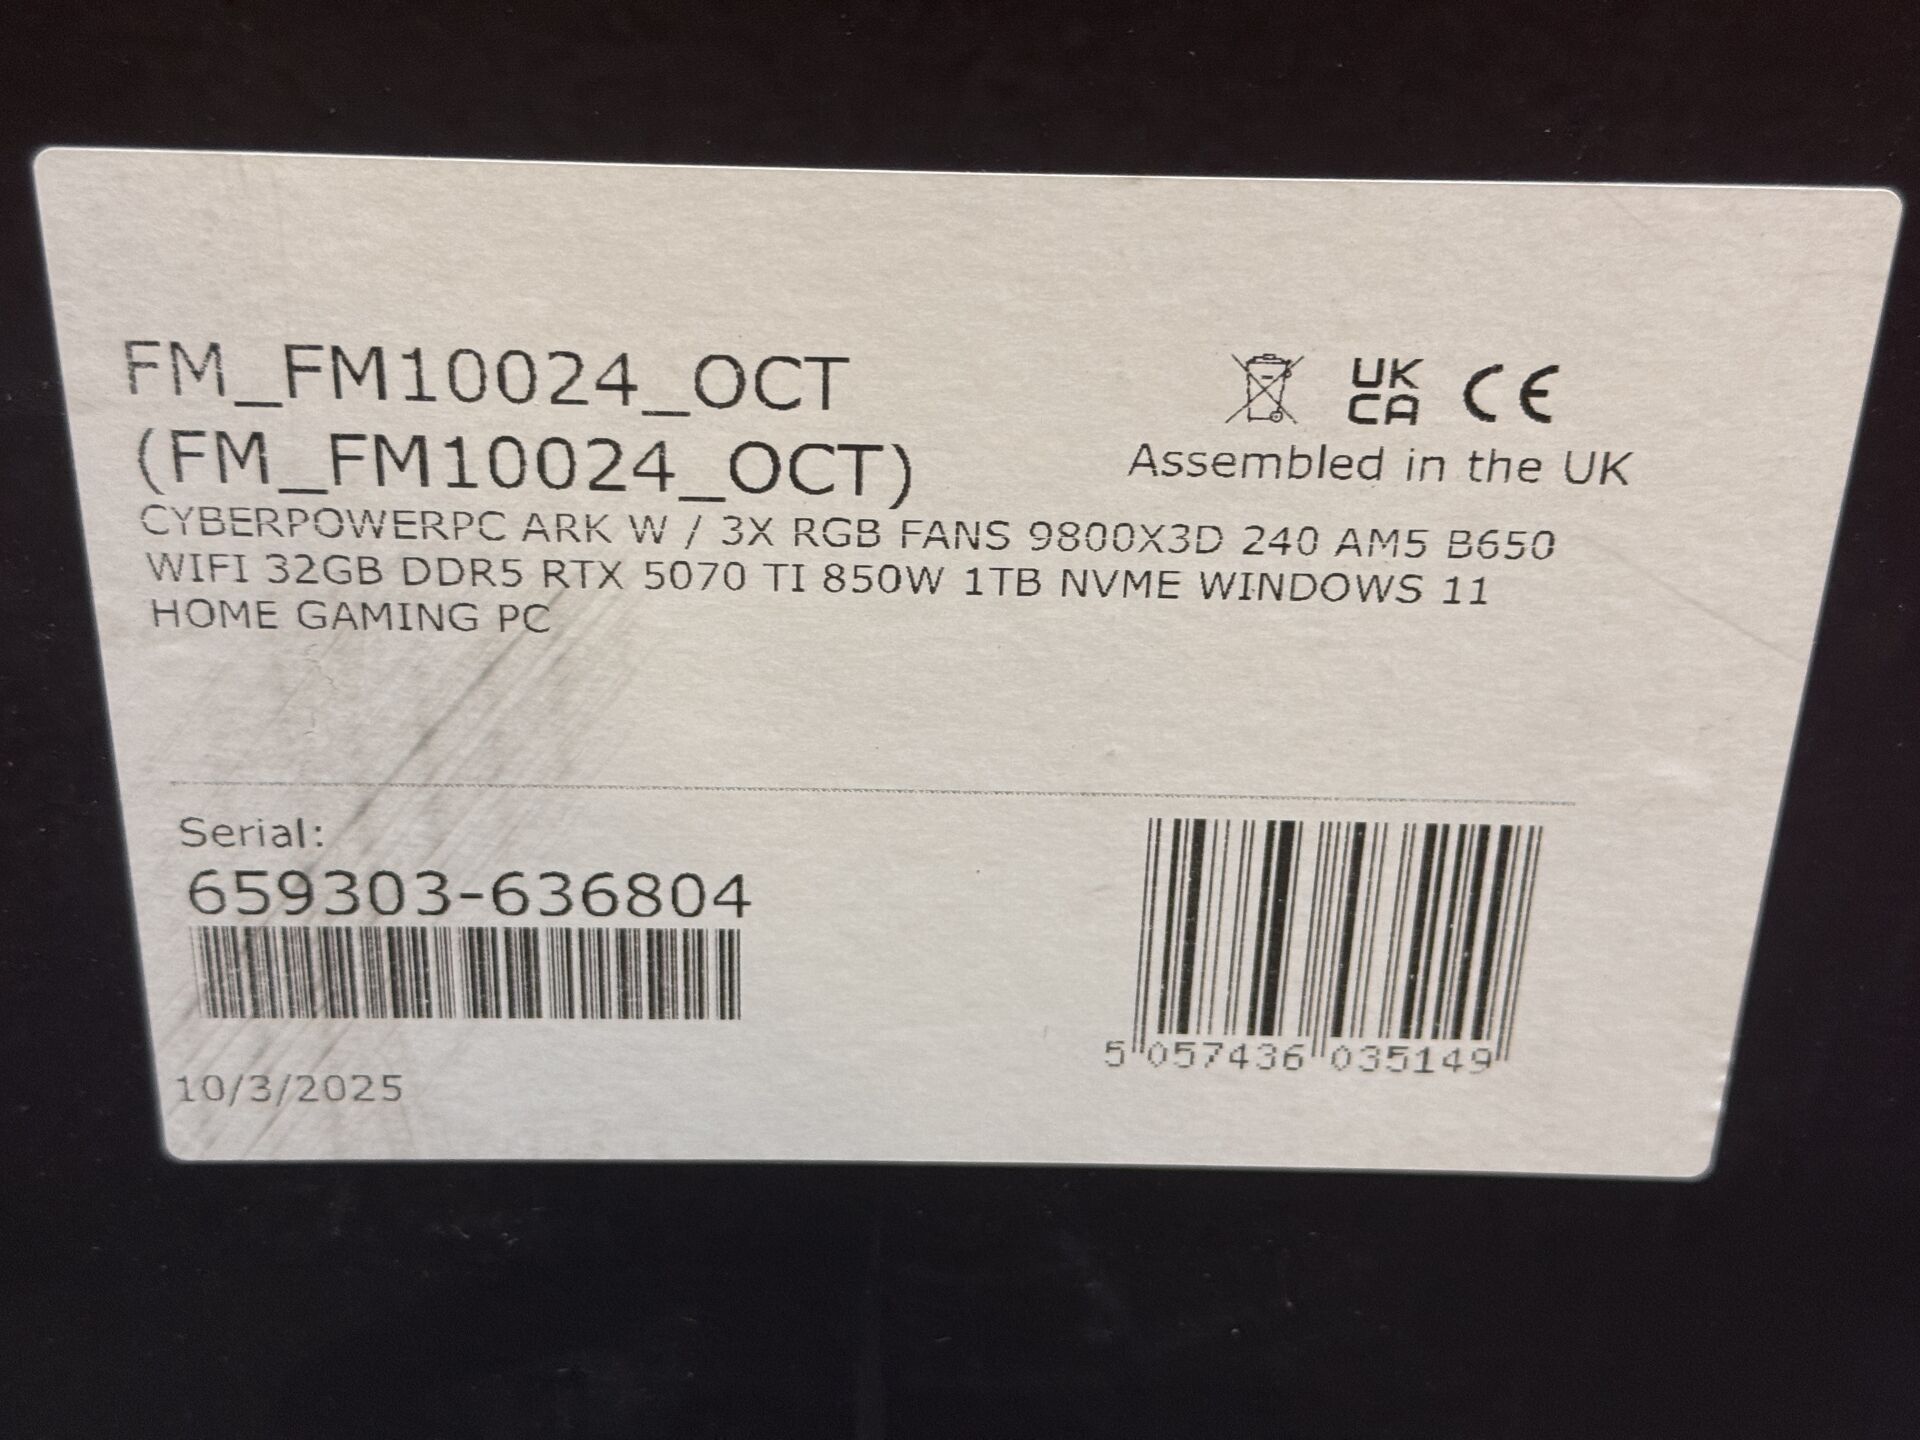 FM_FM10024_OCT
(FM_FM10024_OCT)
CYBERPOWERPC ARK W / 3X RGB FANS 9800X3D 240 AM5 B650
WIFI 32GB DDR5 RTX 5070 TI 850W 1TB NVME WINDOWS 11
HOME GAMING PC
UK
CA CE
Assembled in the UK
Serial:
659303-636804
10/3/2025
5 057436 035149